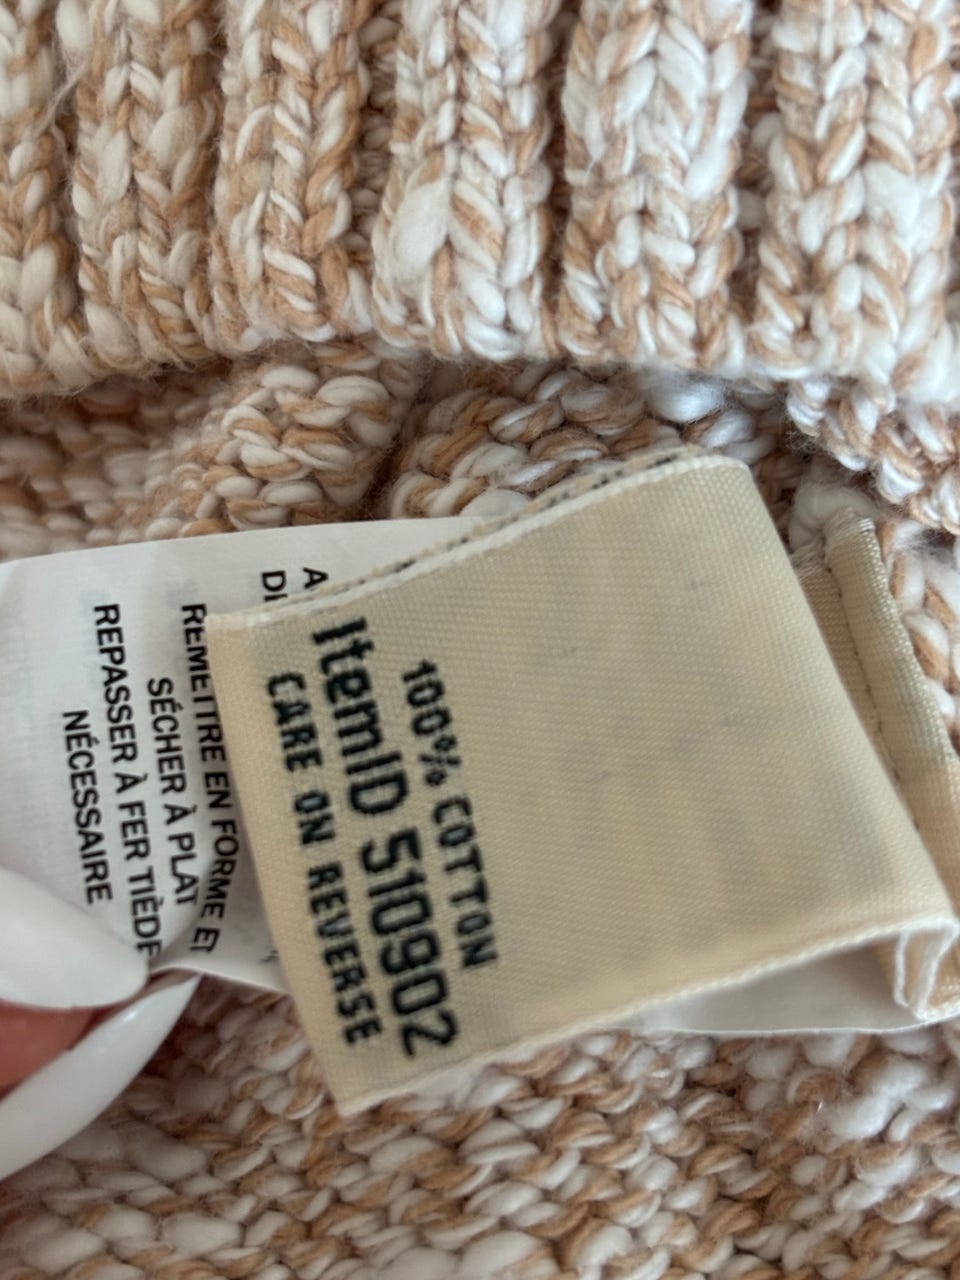 100% COTTON
ItemID 510902
CARE ON REVERSE
A
REMETTRE EN FORME ET
SÉCHER À PLAT
REPASSER À FER TIÈDE
NÉCESSAIRE